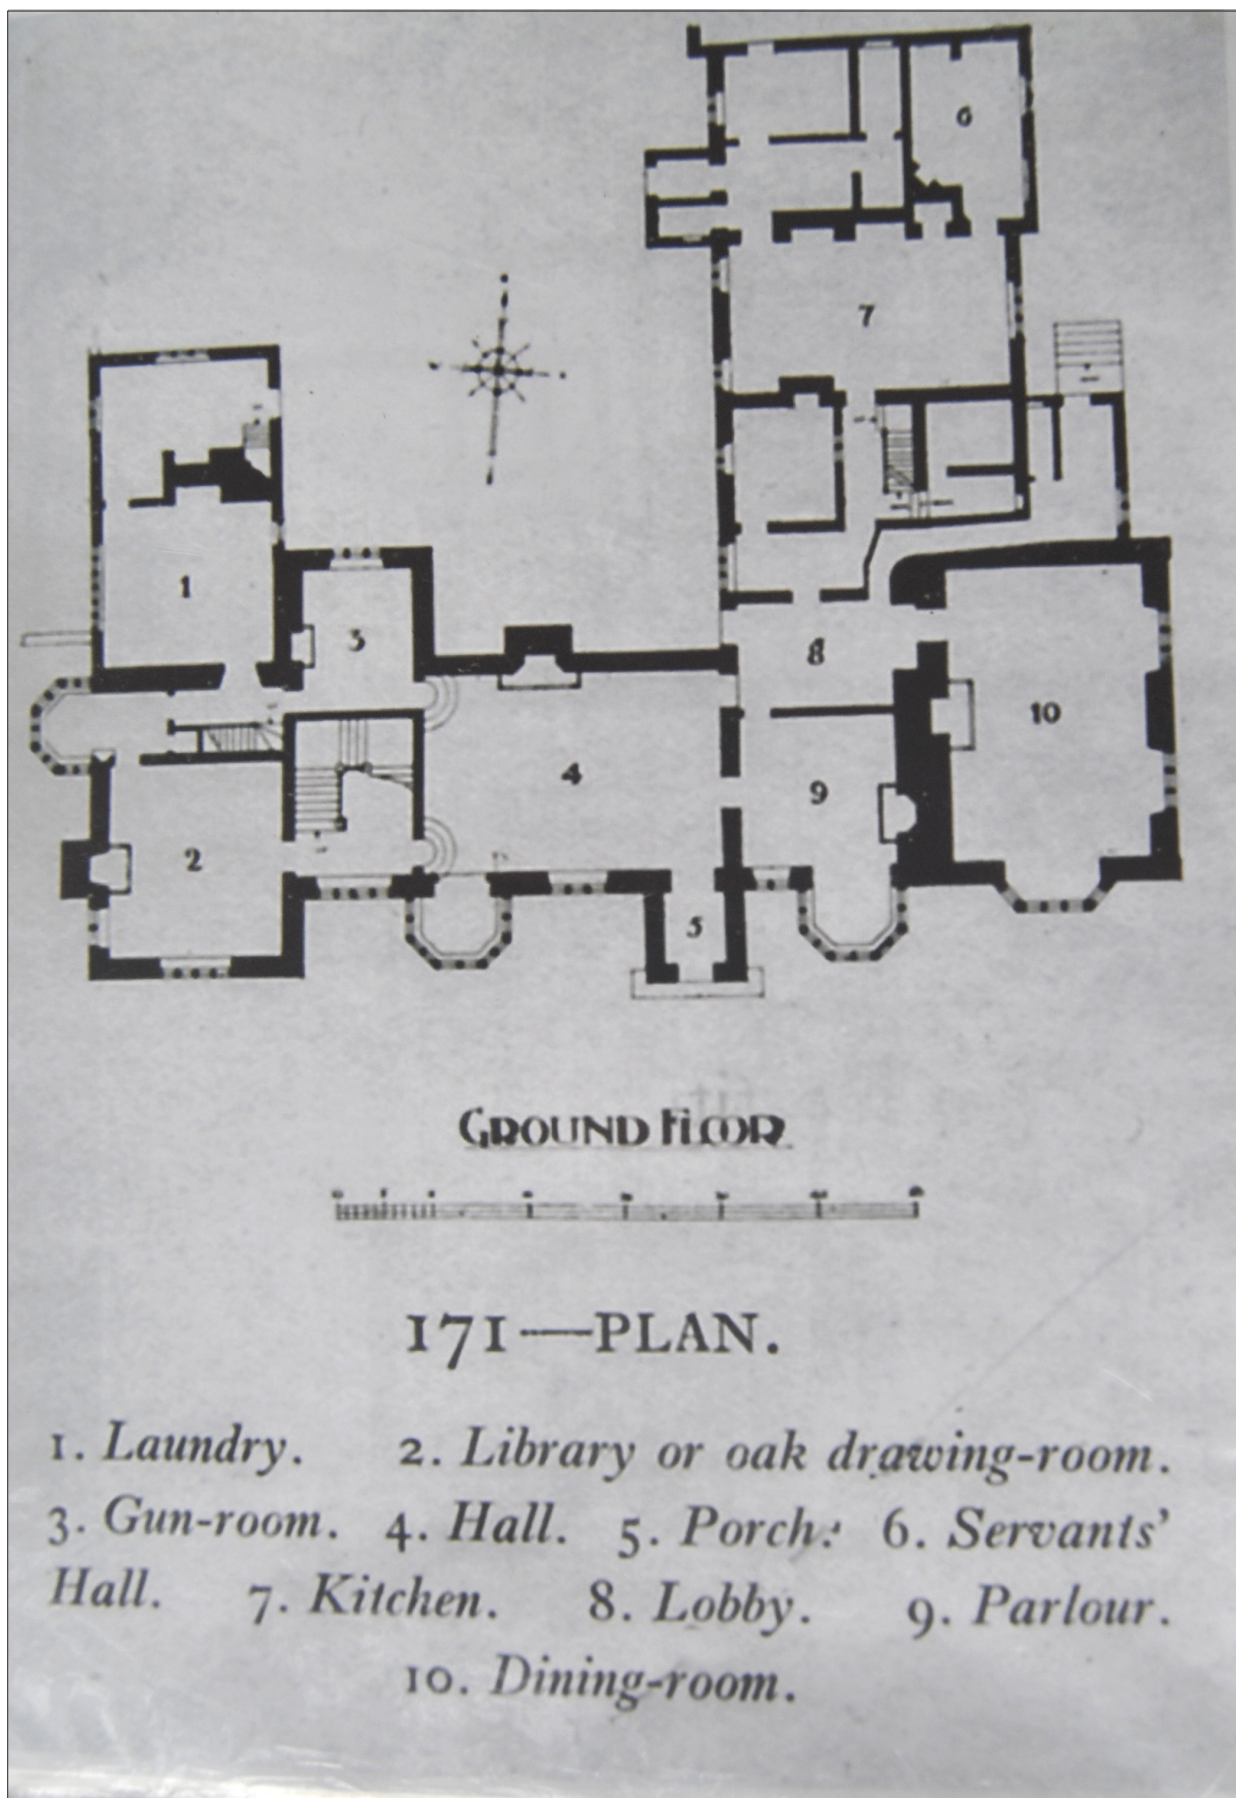 6
7
1
3
8
10
4
9
2
5
GROUND FLOOR
171—PLAN.
1. Laundry. 2. Library or oak drawing-room.
3. Gun-room. 4. Hall. 5. Porch. 6. Servants'
Hall. 7. Kitchen. 8. Lobby. 9. Parlour.
10. Dining-room.